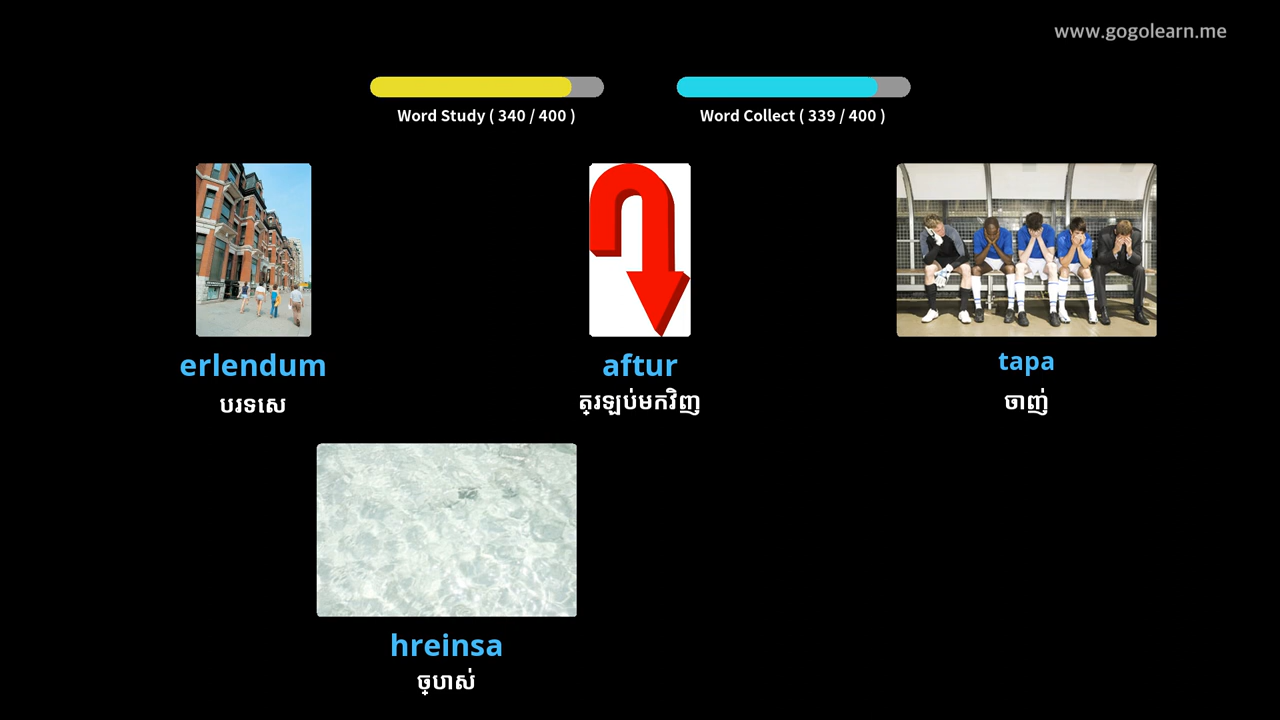 www.gogolearn.me
Word Study ( 340 / 400 )
Word Collect ( 339 / 400 )
erlendum
បរទេស
aftur
ត្រឡប់មកវិញ
tapa
ចាញ់
hreinsa
ច្បាស់